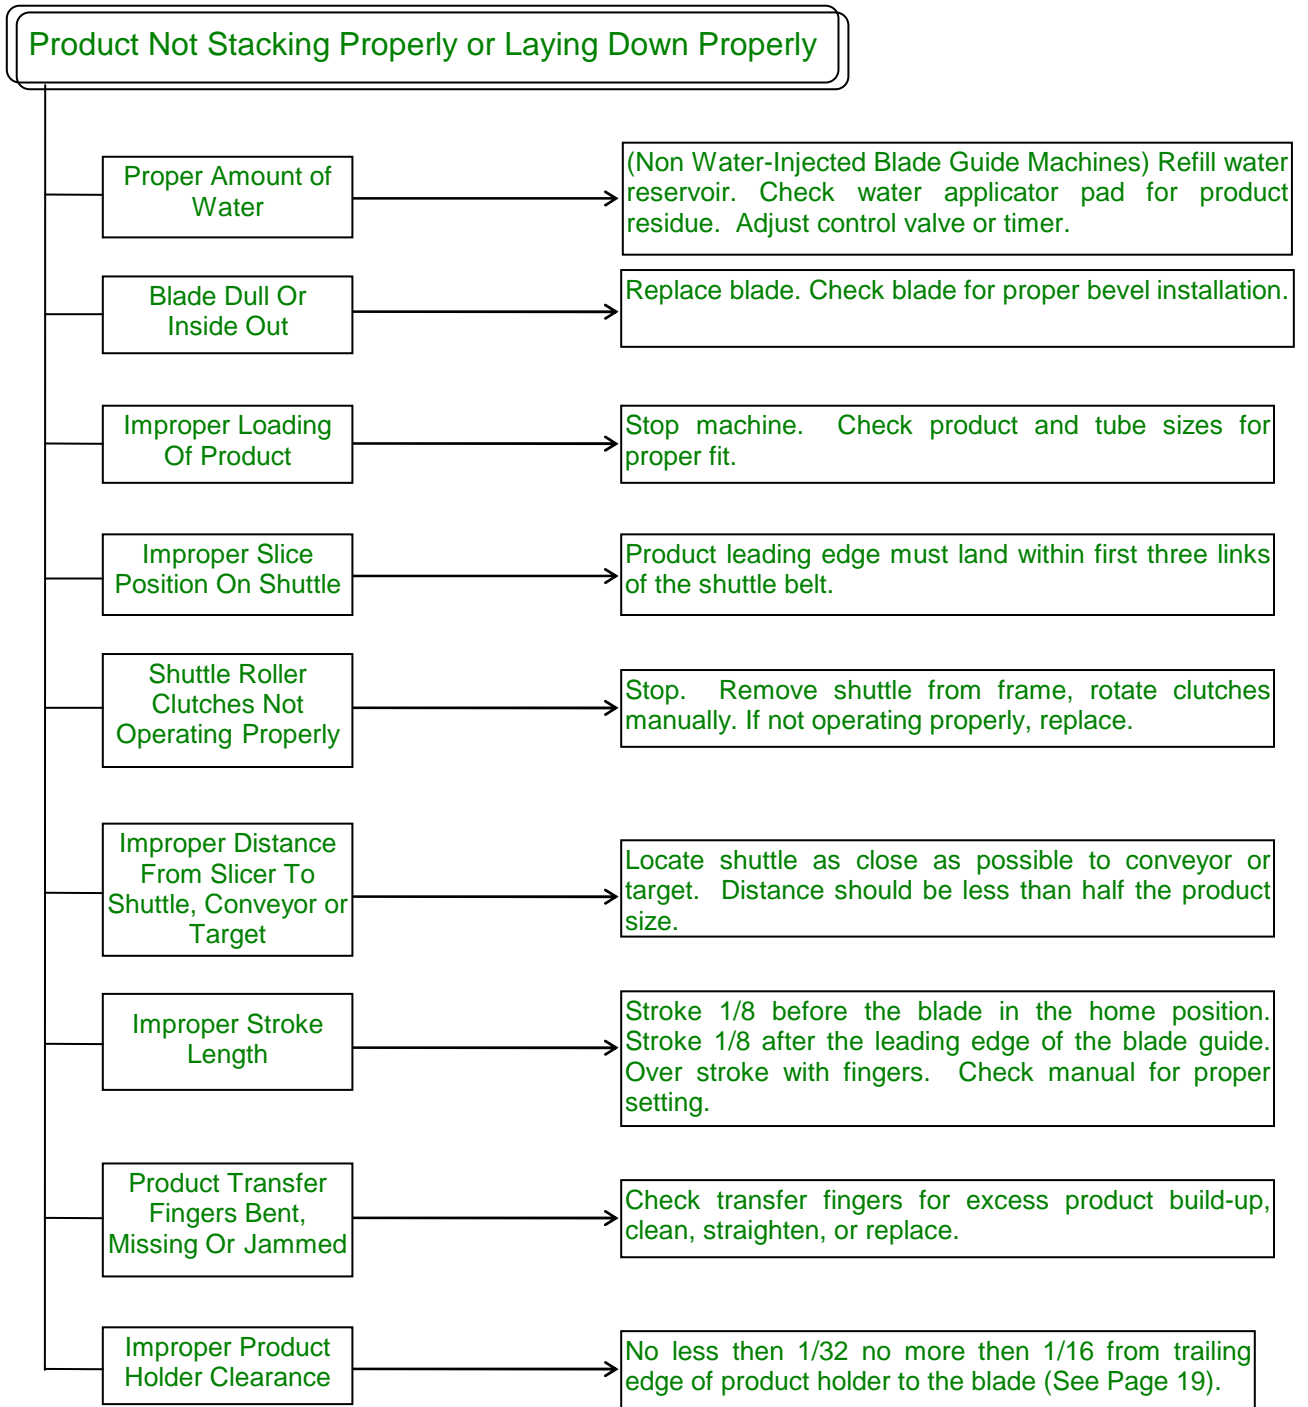 Product Not Stacking Properly or Laying Down Properly
Proper Amount of
Water
(Non Water-Injected Blade Guide Machines) Refill water
reservoir. Check water applicator pad for product
residue. Adjust control valve or timer.
Blade Dull Or
Inside Out
Replace blade. Check blade for proper bevel installation.
Improper Loading
Of Product
Stop machine. Check product and tube sizes for
proper fit.
Improper Slice
Position On Shuttle
Product leading edge must land within first three links
of the shuttle belt.
Shuttle Roller
Clutches Not
Operating Properly
Stop. Remove shuttle from frame, rotate clutches
manually. If not operating properly, replace.
Improper Distance
From Slicer To
Shuttle, Conveyor or
Target
Locate shuttle as close as possible to conveyor or
target. Distance should be less than half the product
size.
Improper Stroke
Length
Stroke 1/8 before the blade in the home position.
Stroke 1/8 after the leading edge of the blade guide.
Over stroke with fingers. Check manual for proper
setting.
Product Transfer
Fingers Bent,
Missing Or Jammed
Check transfer fingers for excess product build-up,
clean, straighten, or replace.
Improper Product
Holder Clearance
No less then 1/32 no more then 1/16 from trailing
edge of product holder to the blade (See Page 19).